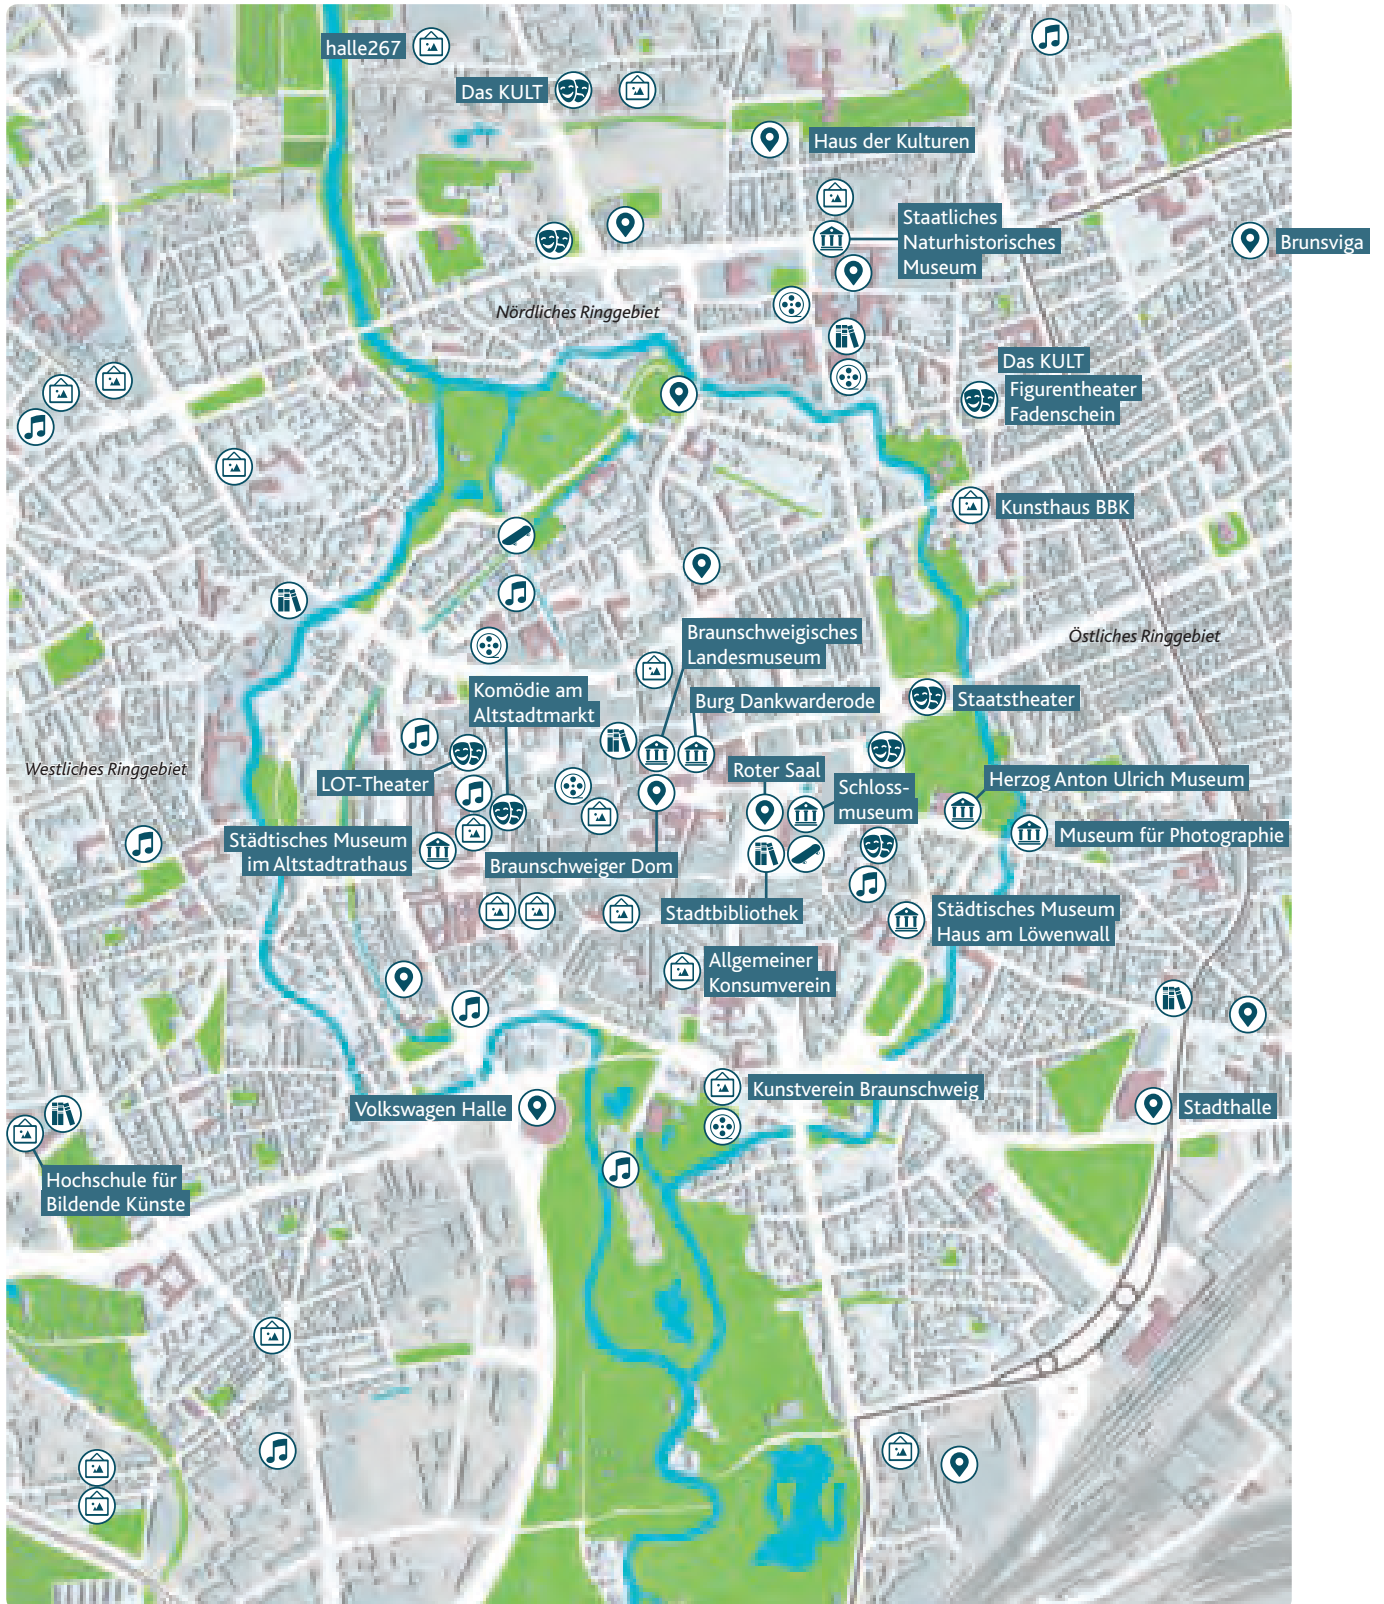 halle267
Das KULT
Haus der Kulturen
Staatliches
Naturhistorisches
Museum
Brunsviga
Nördliches Ringgebiet
Das KULT
Figurentheater
Fadenschein
Kunsthaus BBK
Braunschweigisches
Landesmuseum
Östliches Ringgebiet
Komödie am
Altstadtmarkt
Burg Dankwarderode
Staatstheater
Westliches Ringgebiet
LOT-Theater
Roter Saal
Schloss-
museum
Herzog Anton Ulrich Museum
Museum für Photographie
Städtisches Museum
im Altstadtrathaus
Braunschweiger Dom
Stadtbibliothek
Städtisches Museum
Haus am Löwenwall
Allgemeiner
Konsumverein
Kunstverein Braunschweig
Volkswagen Halle
Stadthalle
Hochschule für
Bildende Künste